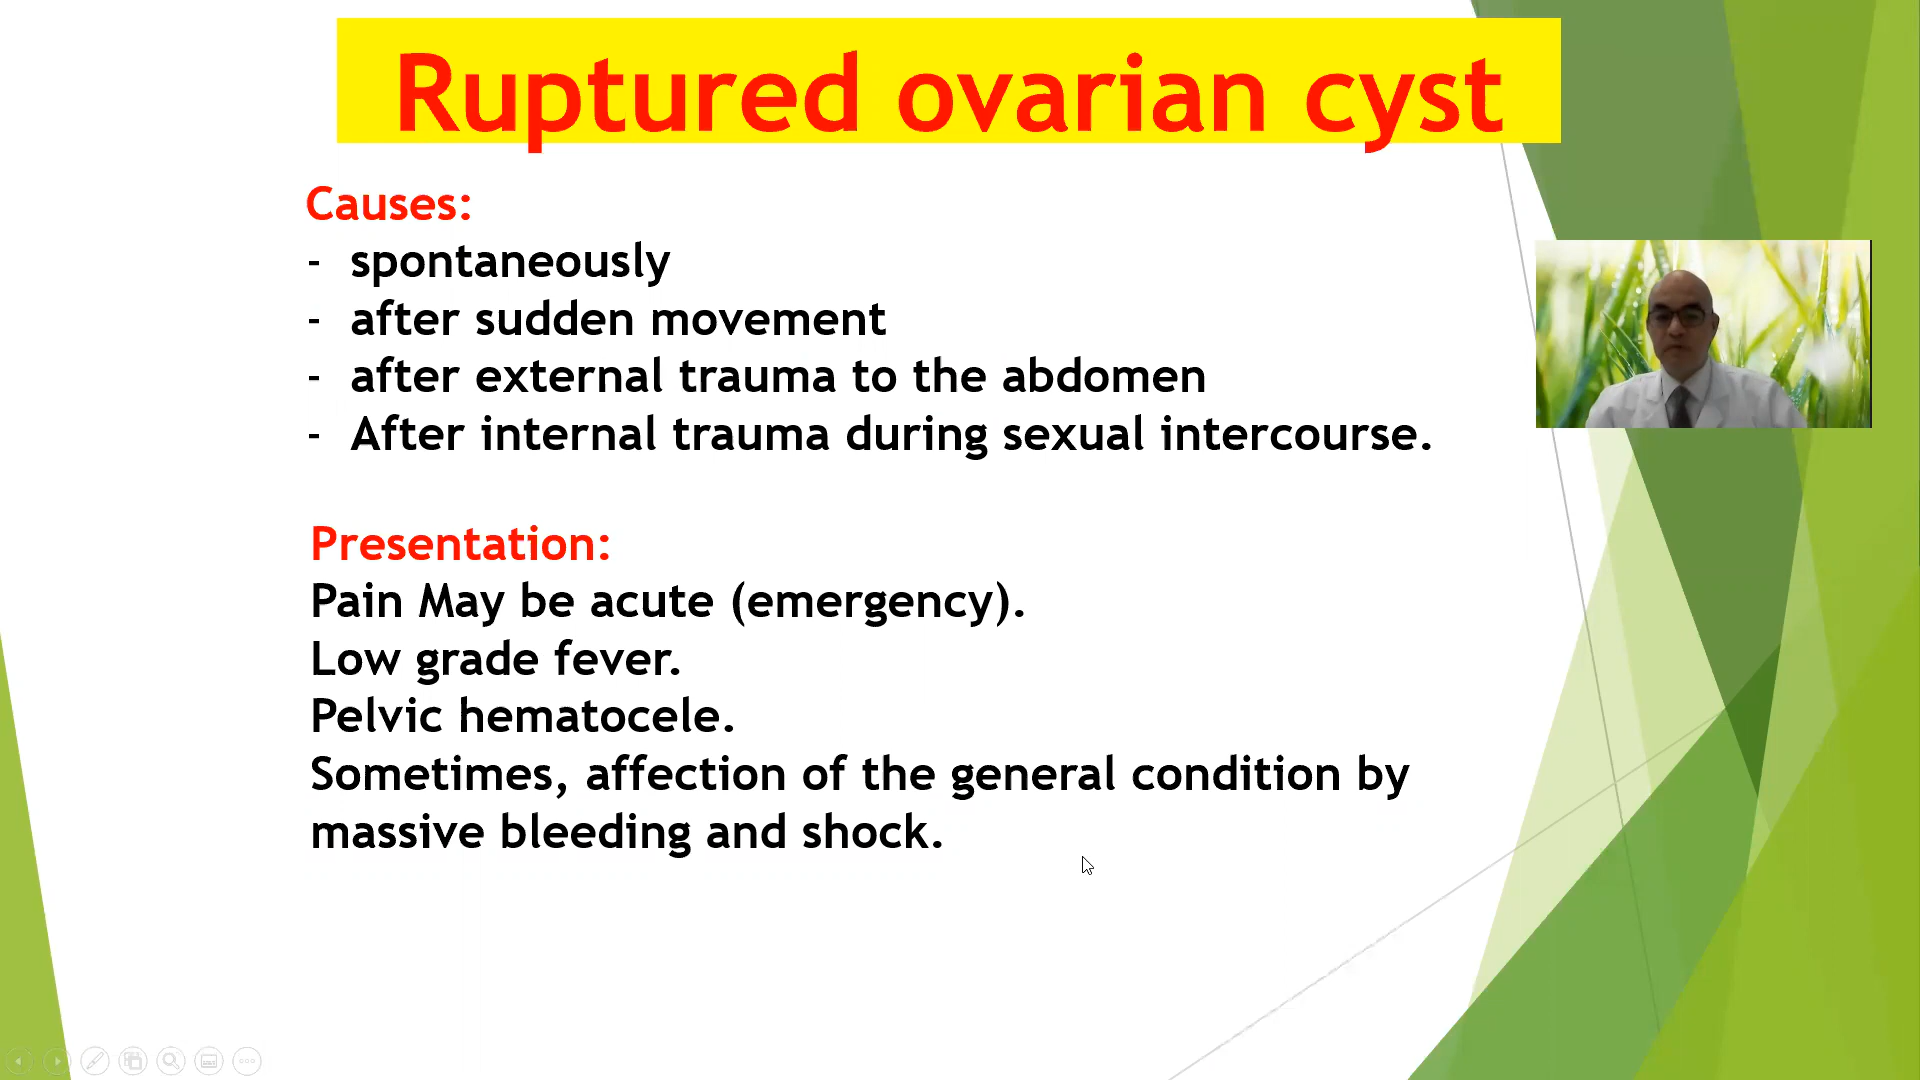 Ruptured ovarian cyst
Causes:
- spontaneously
- after sudden movement
- after external trauma to the abdomen
- After internal trauma during sexual intercourse.
Presentation:
Pain May be acute (emergency).
Low grade fever.
Pelvic hematocele.
Sometimes, affection of the general condition by
massive bleeding and shock.